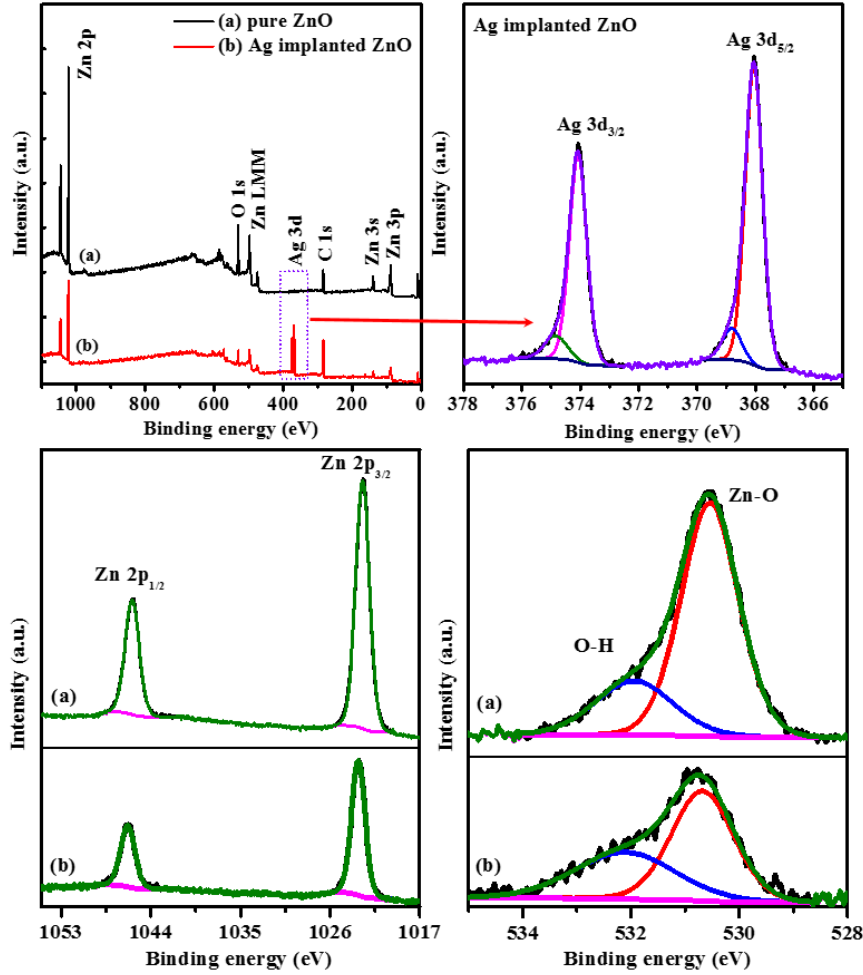 (a) pure ZnO
(b) Ag implanted ZnO
Zn 2p
O 1s
Zn LMM
Ag 3d
C 1s
Zn 3s
Zn 3p
(a)
(b)
Intensity (a.u.)
1000 800 600 400 200 0
Binding energy (eV)
Ag implanted ZnO
Ag 3d5/2
Ag 3d3/2
Intensity (a.u.)
378 376 374 372 370 368 366
Binding energy (eV)
Zn 2p3/2
Zn 2p1/2
(a)
(b)
Intensity (a.u.)
1053 1044 1035 1026 1017
Binding energy (eV)
Zn-O
O-H
(a)
(b)
Intensity (a.u.)
534 532 530 528
Binding energy (eV)